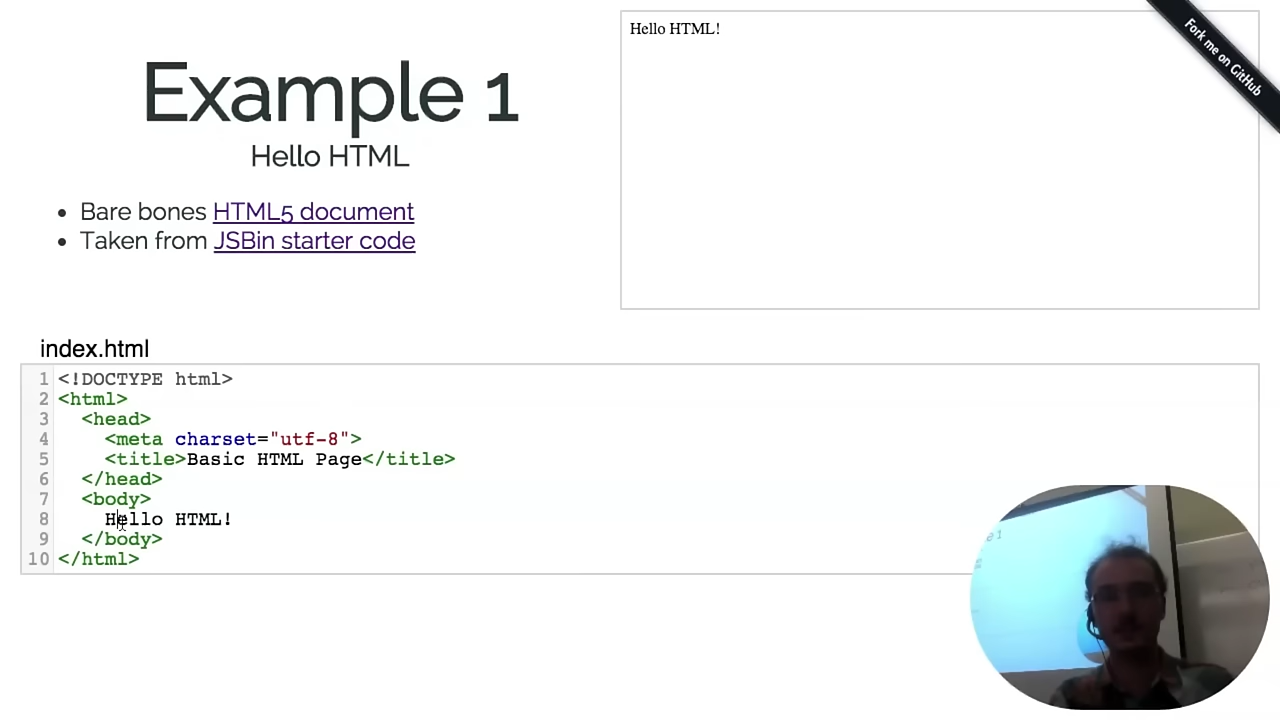 Example 1
Hello HTML
• Bare bones HTML5 document
• Taken from JSBin starter code
Hello HTML!
Fork me on GitHub
index.html
1 <!DOCTYPE html>
2 <html>
3 <head>
4 <meta charset="utf-8">
5 <title>Basic HTML Page</title>
6 </head>
7 <body>
8 Hello HTML!
9 </body>
10 </html>
e 1